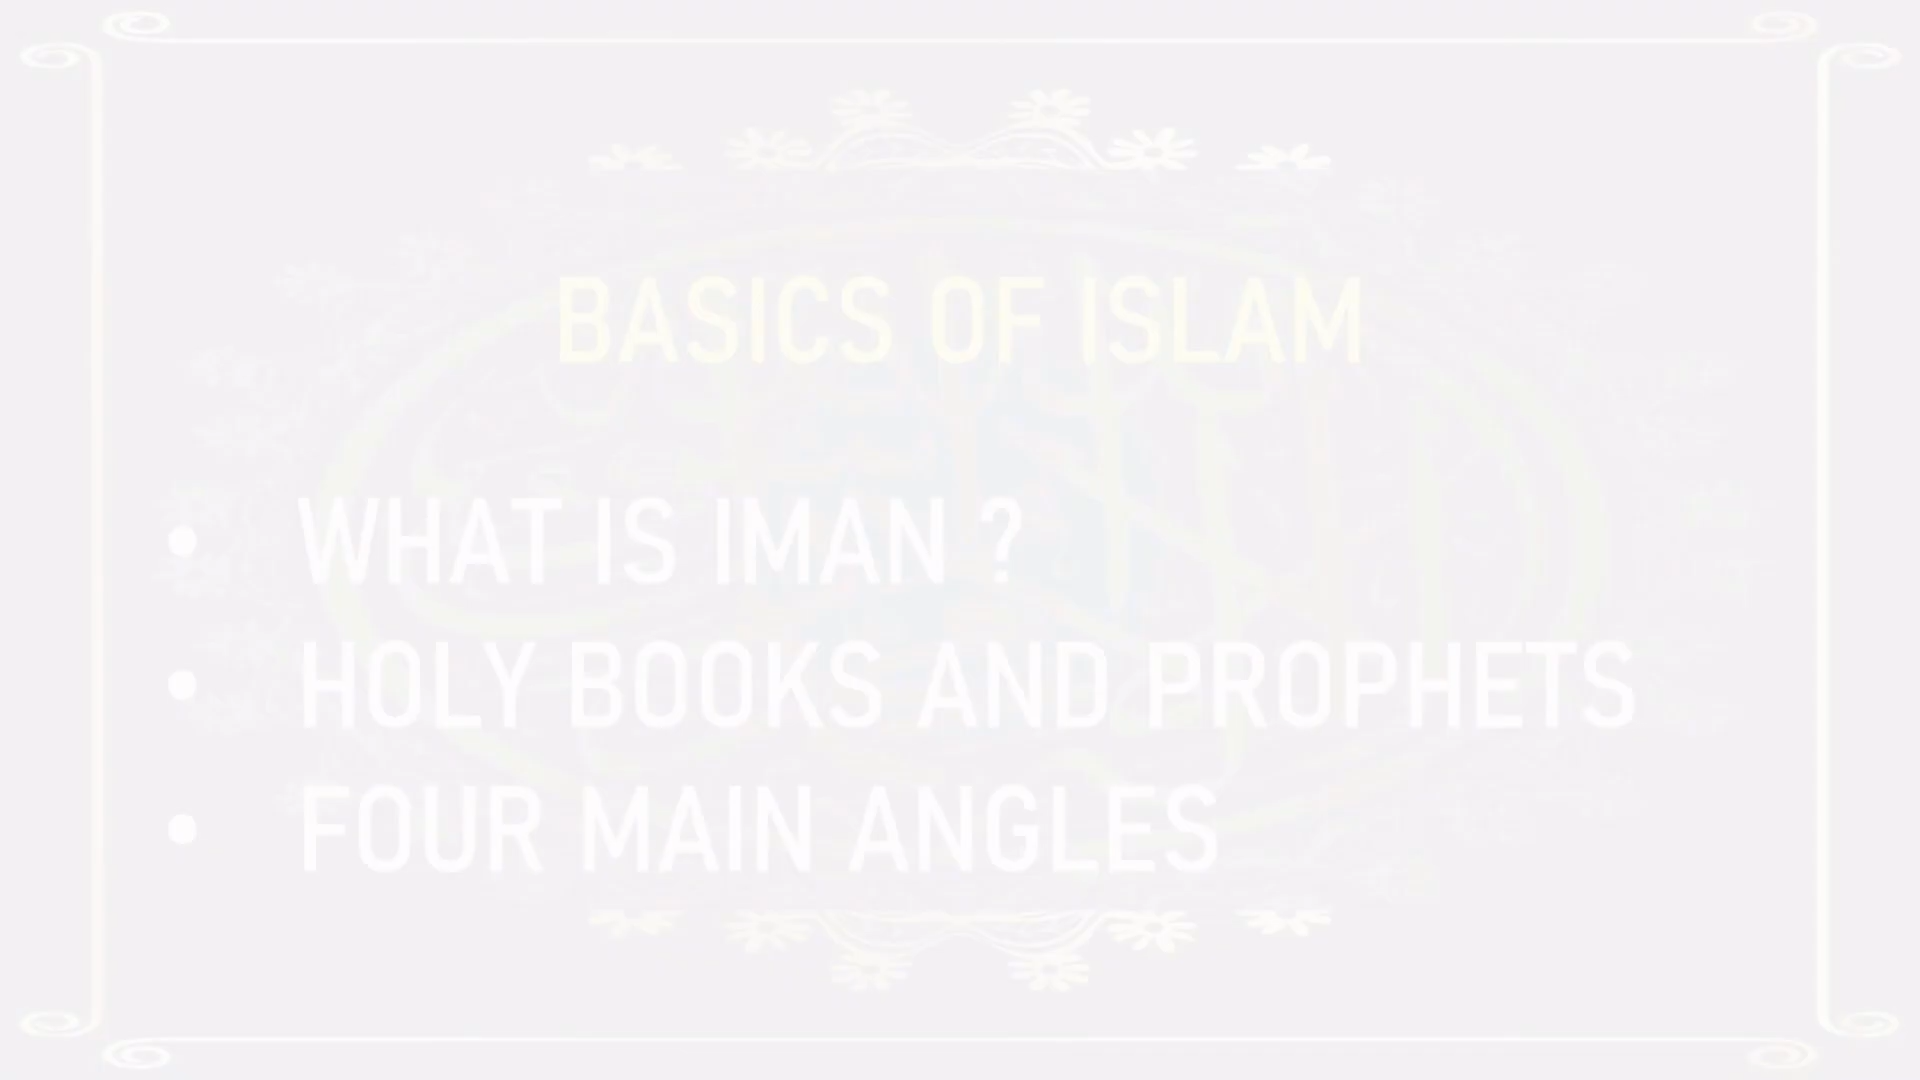 BASICS OF ISLAM
• WHAT IS IMAN ?
• HOLY BOOKS AND PROPHETS
• FOUR MAIN ANGLES